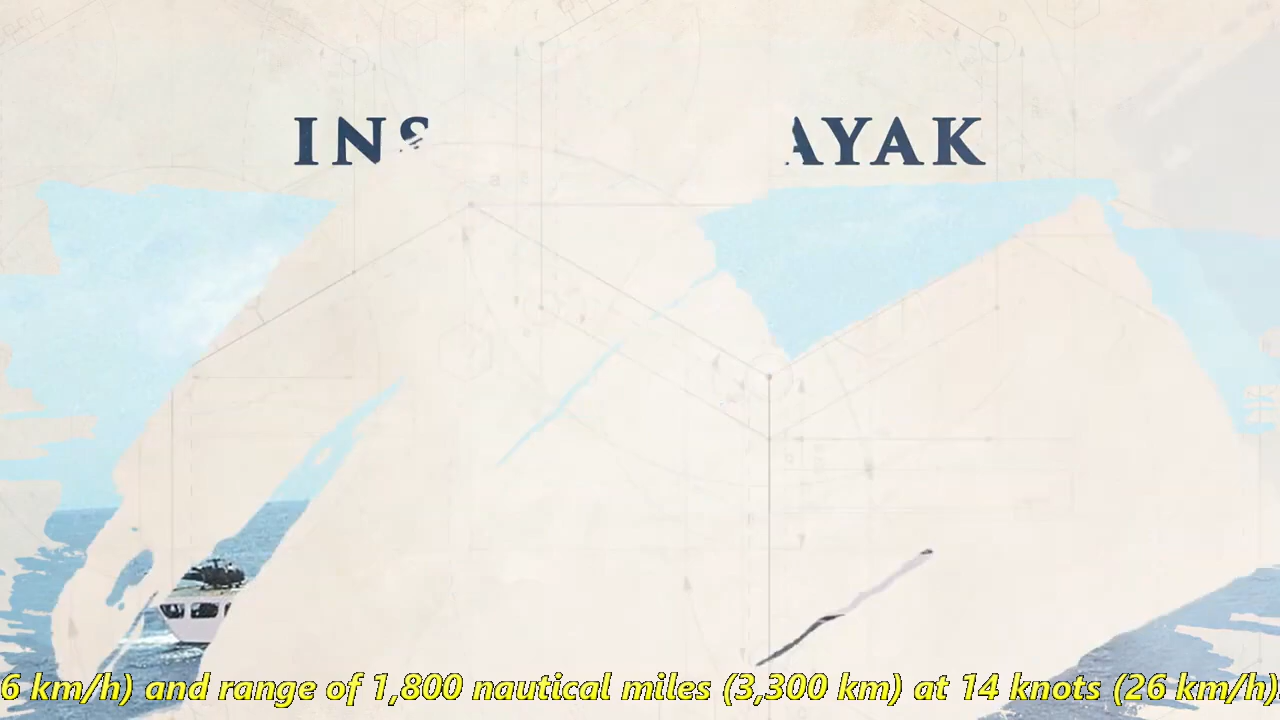 INS AYAK
6 km/h) and range of 1,800 nautical miles (3,300 km) at 14 knots (26 km/h)